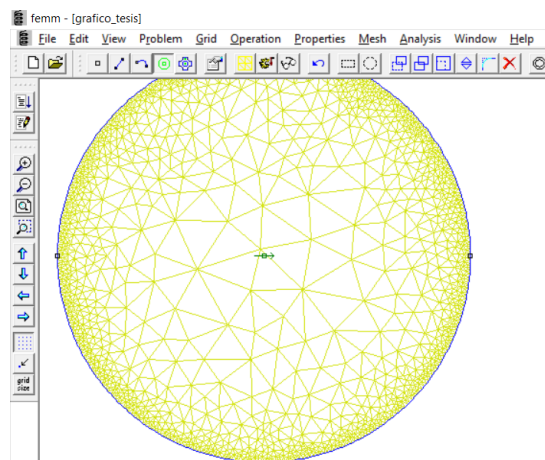 femm - [grafico_tesis]
File Edit View Problem Grid Operation Properties Mesh Analysis Window Help
grid
size